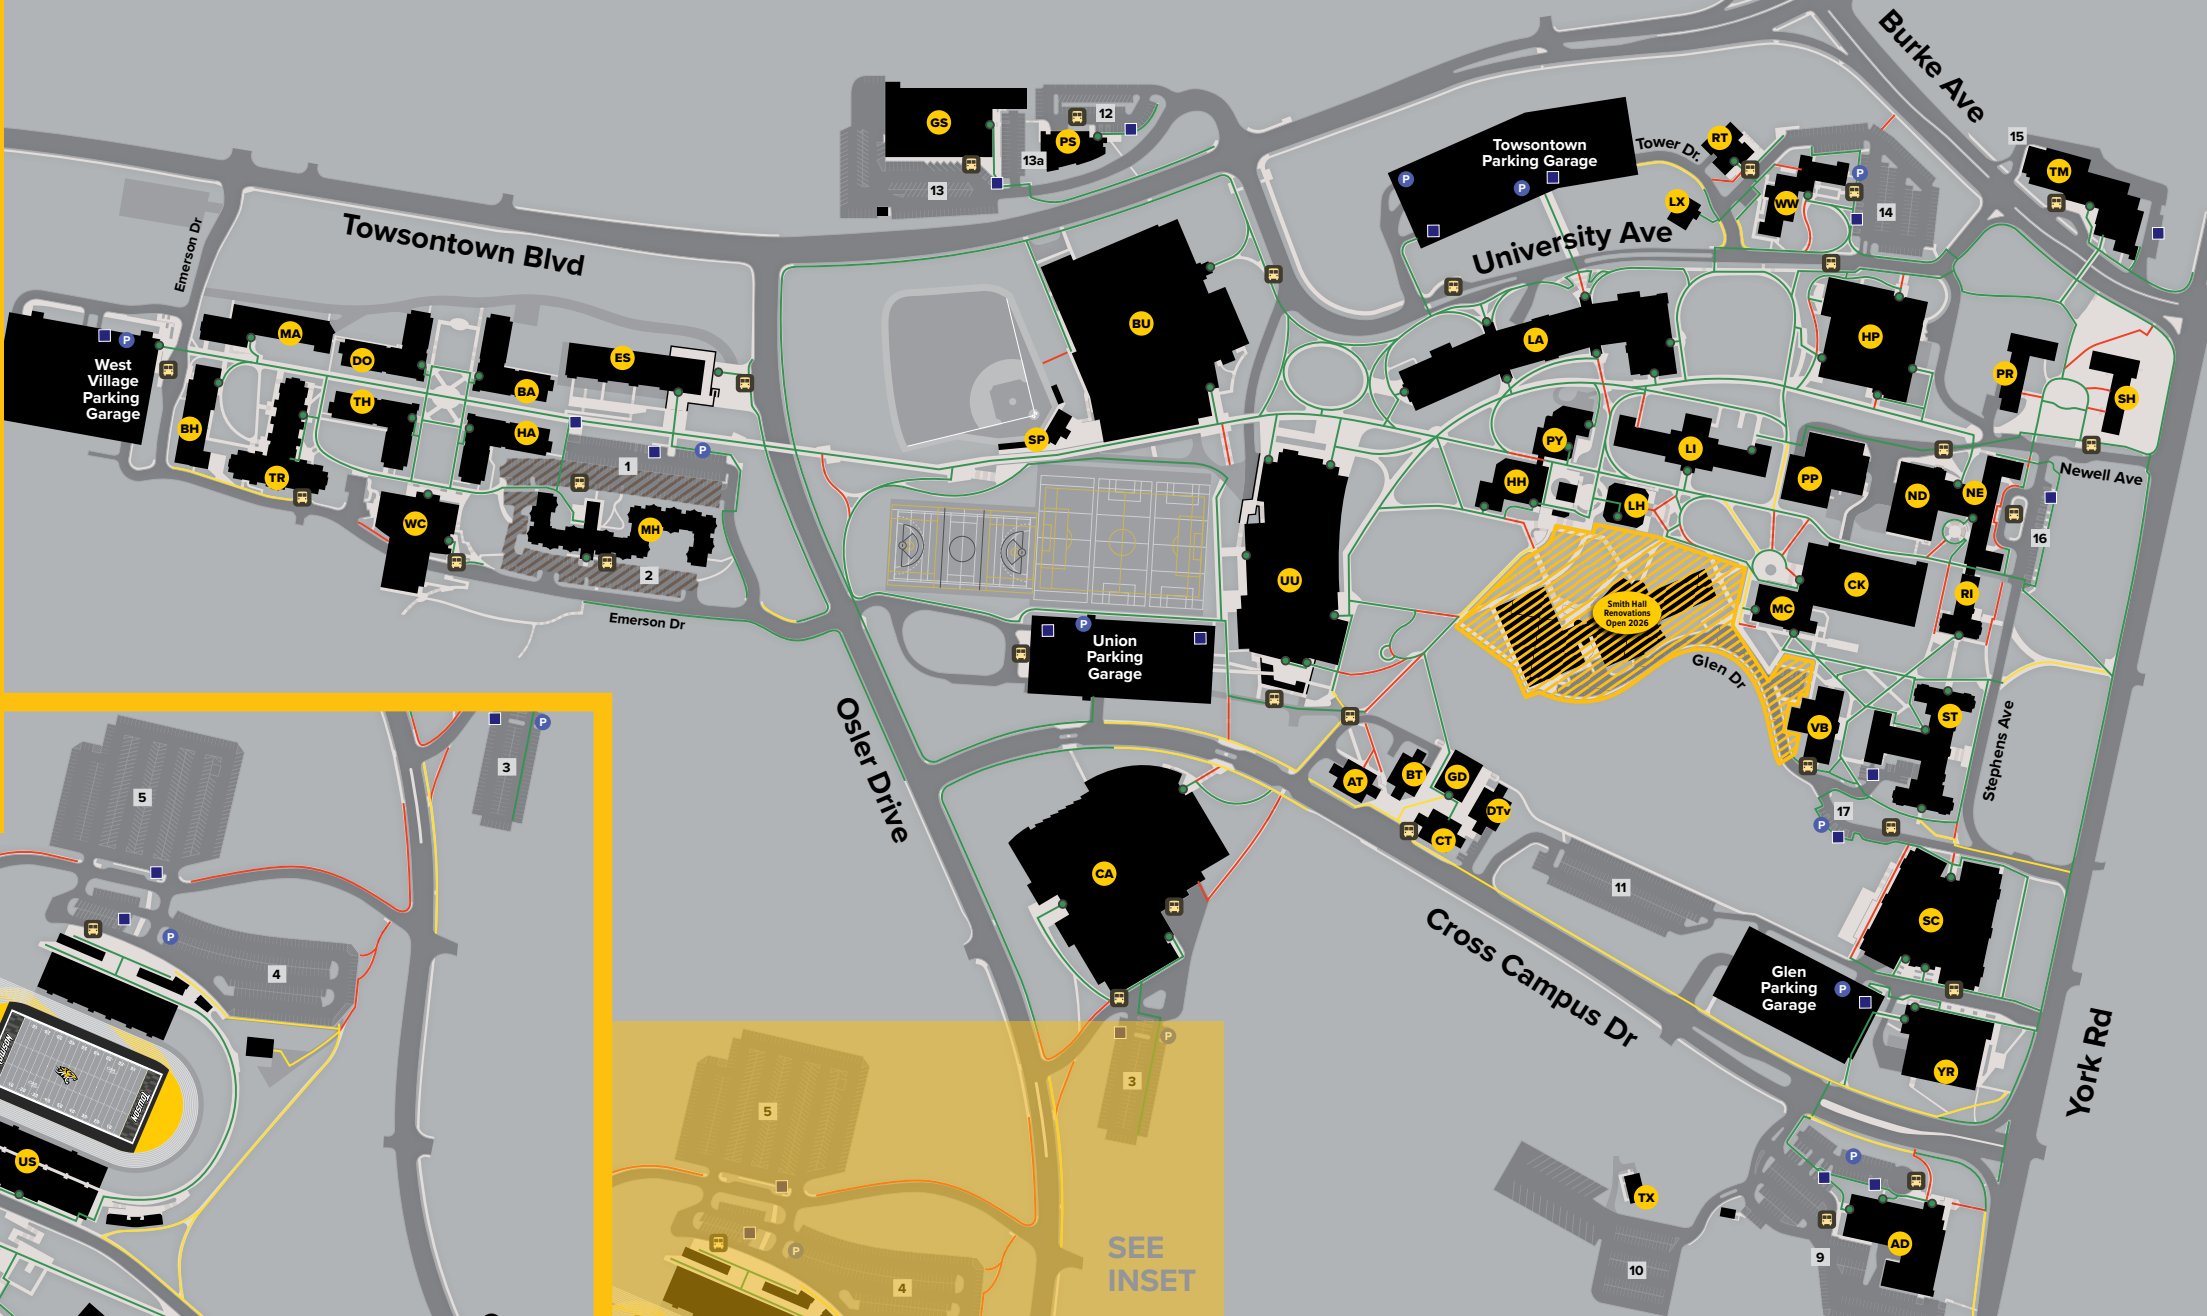 Burke Ave
GS
12
PS
13a
13
Towsontown
Parking Garage
P
P
Tower Dr.
RT
LX
WW
P
14
15
TM
University Ave
Towsontown Blvd
Emerson Dr
BU
LA
HP
PR
SH
MA
DO
ES
BA
TH
HA
BH
TR
P
West
Village
Parking
Garage
SP
PY
LI
PP
HH
LH
ND
NE
Newell Ave
1
P
WC
MH
2
Emerson Dr
UU
16
CK
MC
RI
Smith Hall
Renovations
Open 2026
Glen Dr
P
Union
Parking
Garage
VB
ST
Stephens Ave
Osler Drive
AT
BT
GD
DTv
CT
17
P
CA
11
SC
Cross Campus Dr
Glen
Parking
Garage
P
YR
York Rd
5
3
P
P
4
TOWSON
TOWSON
US
5
3
P
P
4
SEE
INSET
TX
10
9
P
AD